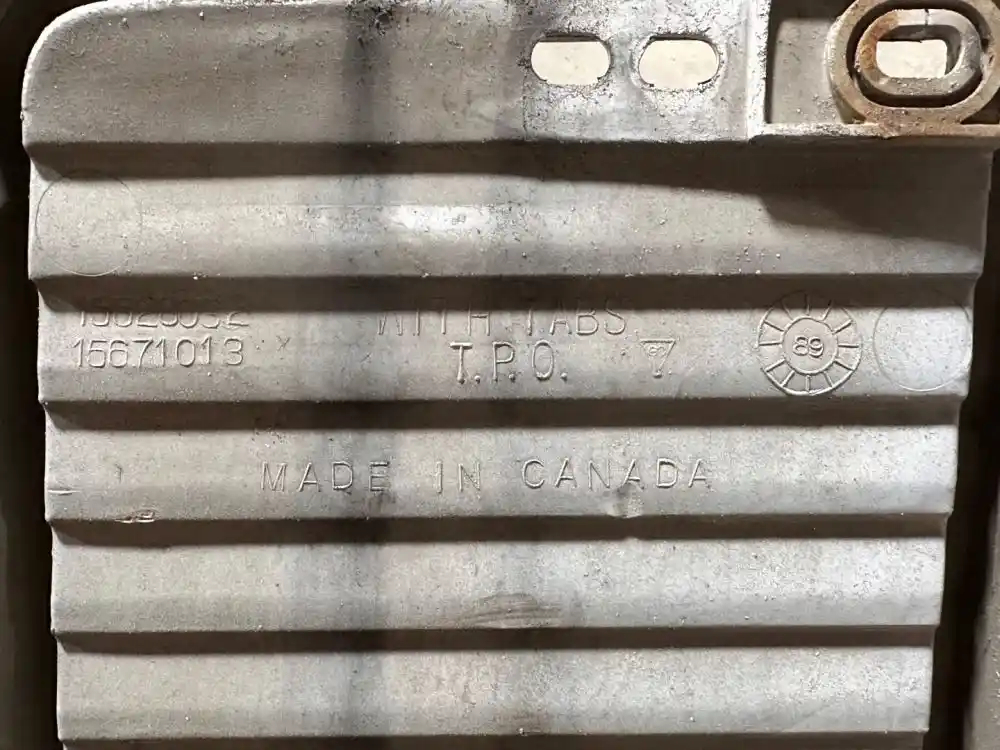 WITH TABS
15671013
T.P.O.
89
MADE IN CANADA